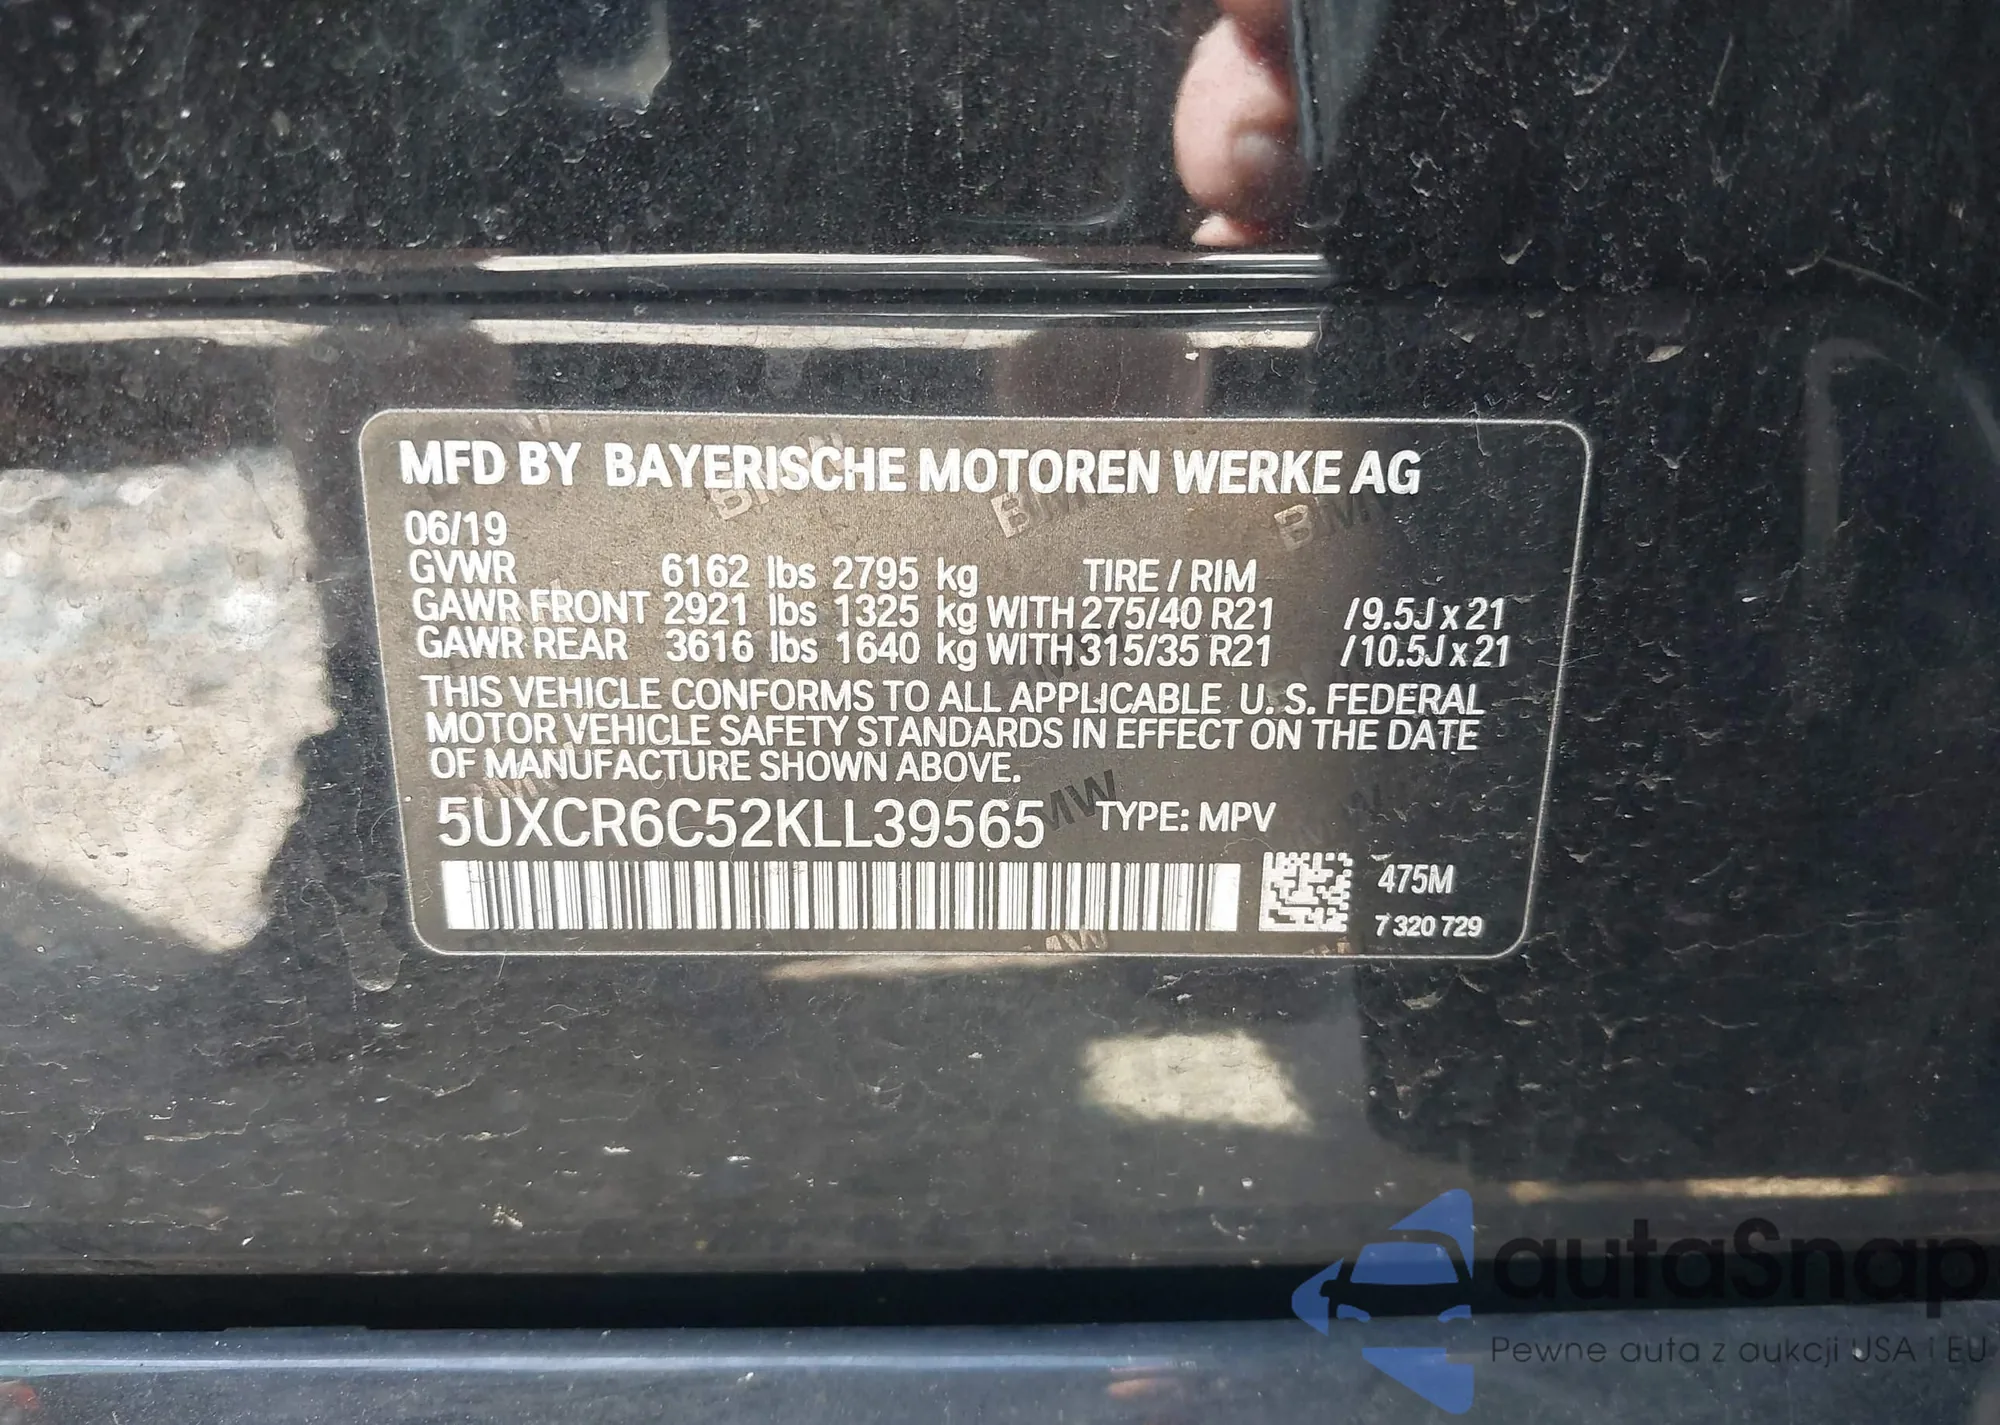 MFD BY BAYERISCHE MOTOREN WERKE AG
06/19
GVWR 6162 lbs 2795 kg TIRE / RIM
GAWR FRONT 2921 lbs 1325 kg WITH 275/40 R21 /9.5J x 21
GAWR REAR 3616 lbs 1640 kg WITH 315/35 R21 /10.5J x 21
THIS VEHICLE CONFORMS TO ALL APPLICABLE U. S. FEDERAL
MOTOR VEHICLE SAFETY STANDARDS IN EFFECT ON THE DATE
OF MANUFACTURE SHOWN ABOVE.
5UXCR6C52KLL39565 TYPE: MPV
475M
7 320 729
autaSnap
Pewne auta z aukcji USA i EU